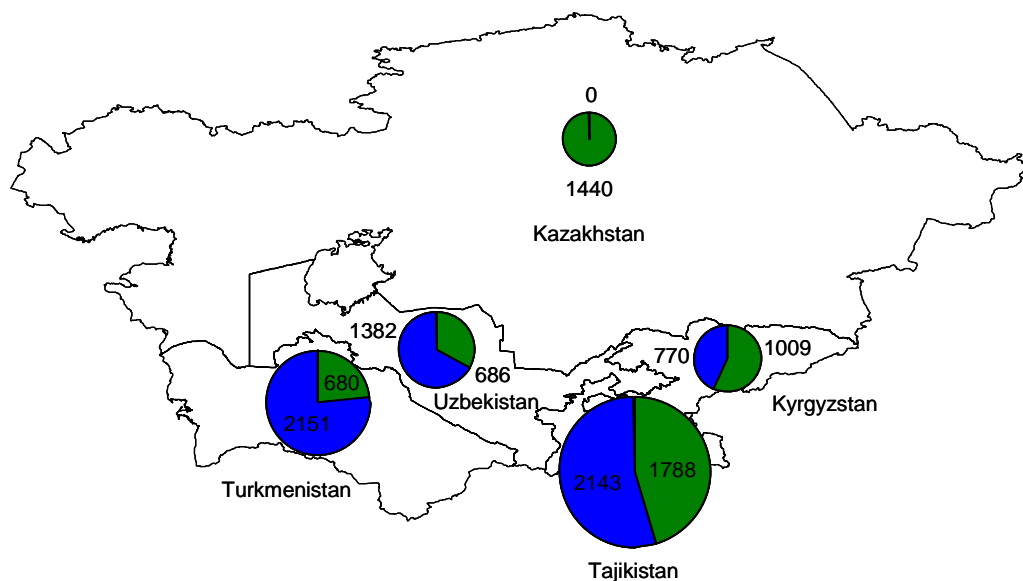 0
1440
Kazakhstan
1382
686
Uzbekistan
770
1009
Kyrgyzstan
680
2151
Turkmenistan
2143
1788
Tajikistan